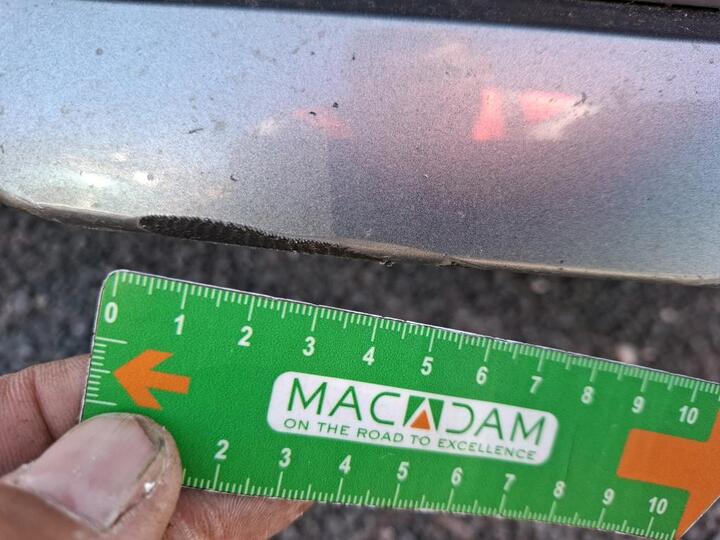 0 1 2 3 4 5 6 7 8 9 10
MACADAM
ON THE ROAD TO EXCELLENCE
2 3 4 5 6 7 8 9 10